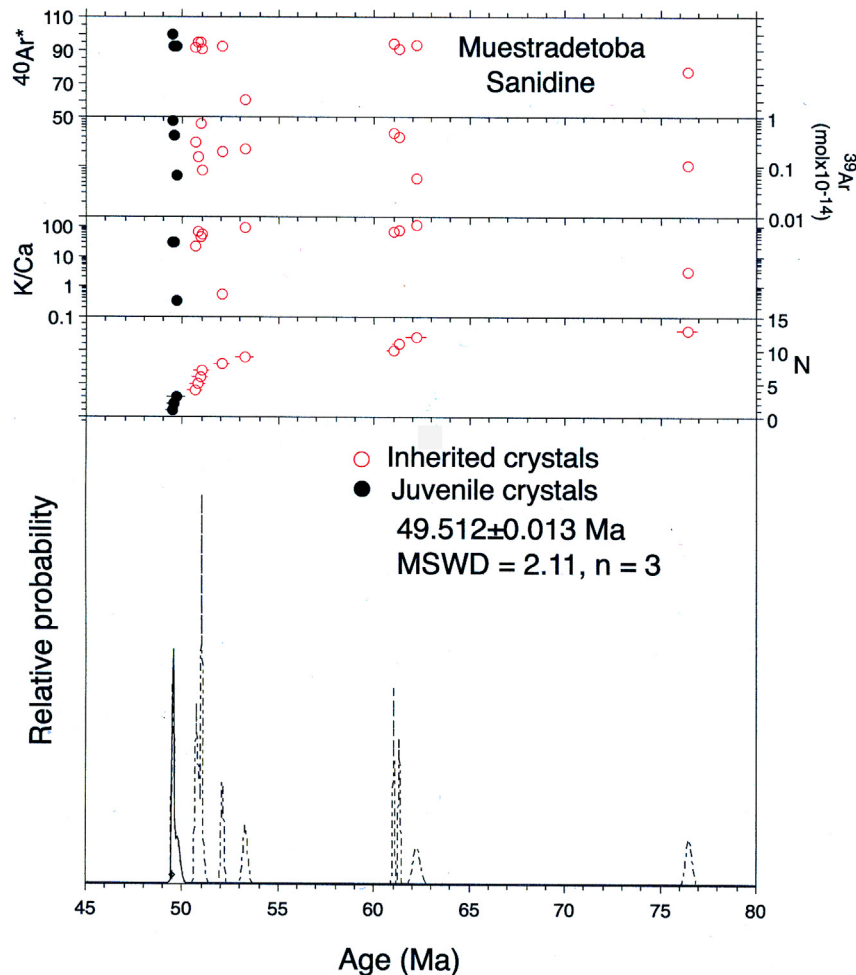 110
90
70
50
40Ar*
Muestradetoba
Sanidine
1
0.1
0.01
39Ar
(molx10-14)
100
1
0.1
K/Ca
15
10
5
0
N
Inherited crystals
Juvenile crystals
49.512±0.013 Ma
MSWD = 2.11, n = 3
Relative probability
45 50 55 60 65 70 75 80
Age (Ma)